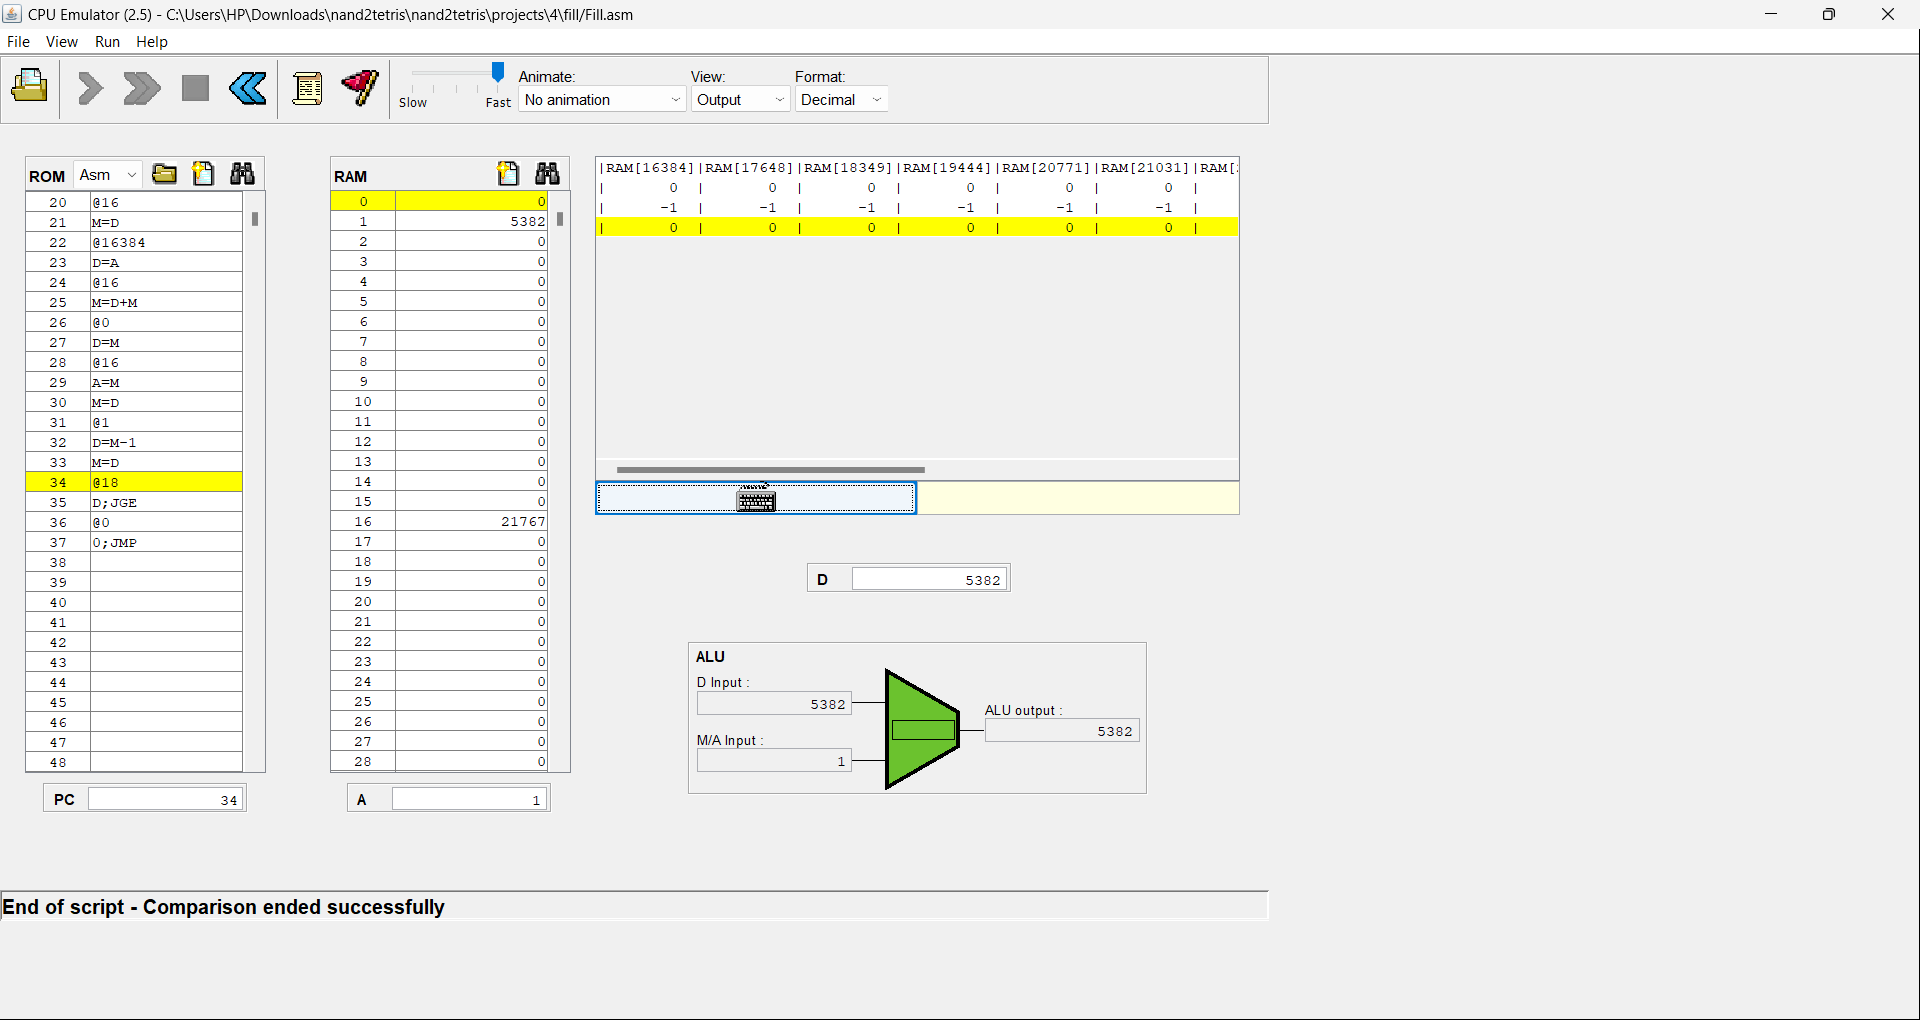 CPU Emulator (2.5) - C:\Users\HP\Downloads\nand2tetris\nand2tetris\projects\4\fill/Fill.asm
File View Run Help
Animate: View: Format:
Slow Fast No animation Output Decimal
ROM Asm
20 @16
21 M=D
22 @16384
23 D=A
24 @16
25 M=D+M
26 @0
27 D=M
28 @16
29 A=M
30 M=D
31 @1
32 D=M-1
33 M=D
34 @18
35 D;JGE
36 @0
37 0;JMP
38
39
40
41
42
43
44
45
46
47
48
PC 34
RAM
0 0
1 5382
2 0
3 0
4 0
5 0
6 0
7 0
8 0
9 0
10 0
11 0
12 0
13 0
14 0
15 0
16 21767
17 0
18 0
19 0
20 0
21 0
22 0
23 0
24 0
25 0
26 0
27 0
28 0
A 1
|RAM[16384]|RAM[17648]|RAM[18349]|RAM[19444]|RAM[20771]|RAM[21031]|RAM[
| 0 | 0 | 0 | 0 | 0 | 0 |
| -1 | -1 | -1 | -1 | -1 | -1 |
| 0 | 0 | 0 | 0 | 0 | 0 |
D 5382
ALU
D Input :
5382
M/A Input :
1
ALU output :
5382
End of script - Comparison ended successfully